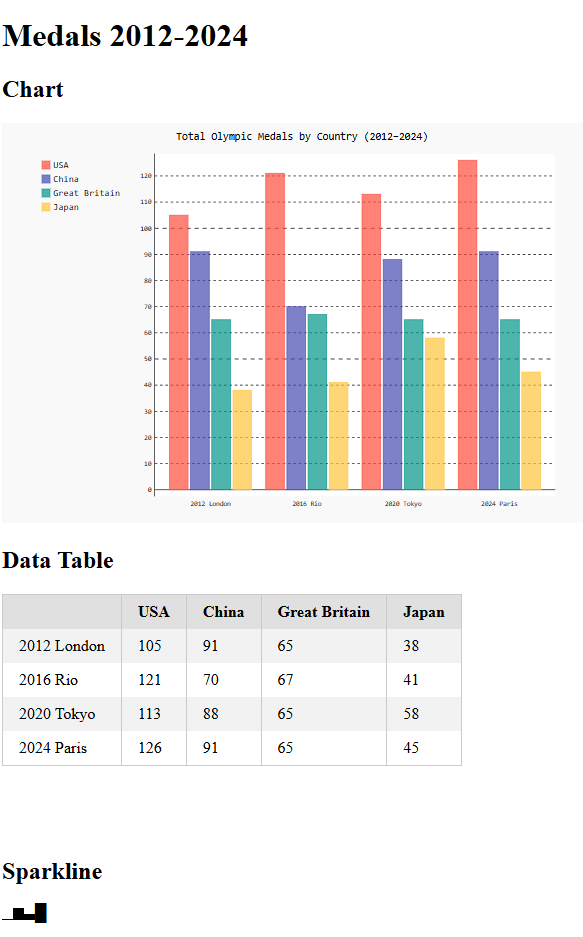 Medals 2012-2024
Chart
Total Olympic Medals by Country (2012-2024)
USA
China
Great Britain
Japan
120
110
100
90
80
70
60
50
40
30
20
10
0
2012 London 2016 Rio 2020 Tokyo 2024 Paris
Data Table
USA China Great Britain Japan
2012 London 105 91 65 38
2016 Rio 121 70 67 41
2020 Tokyo 113 88 65 58
2024 Paris 126 91 65 45
Sparkline
▁▅▃█